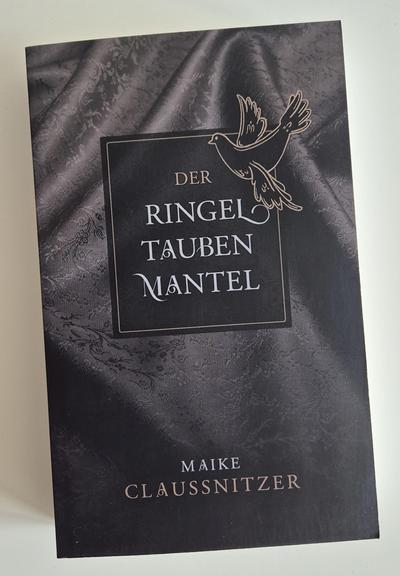 DER
RINGEL
TAUBEN
MANTEL
MAIKE
CLAUSSNITZER